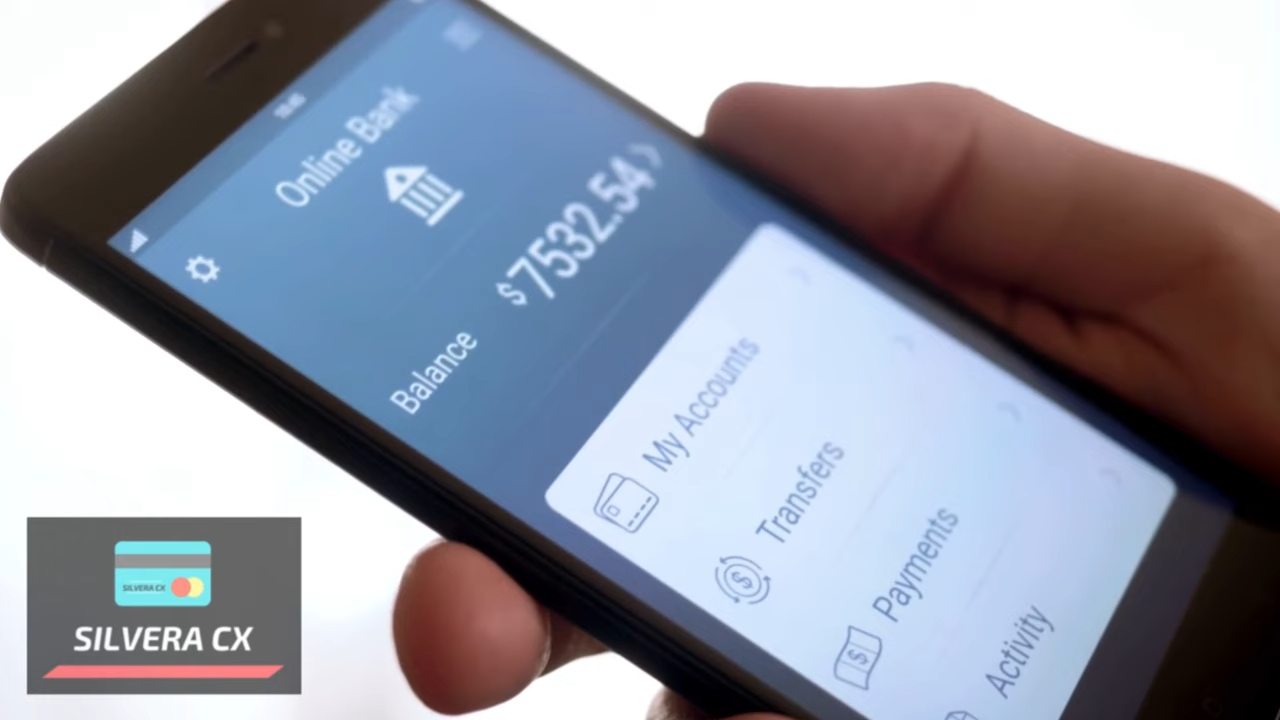 Online Bank
Balance
$7532.54
My Accounts
Transfers
$
Payments
$
Activity
SILVERA CX
SILVERA CX